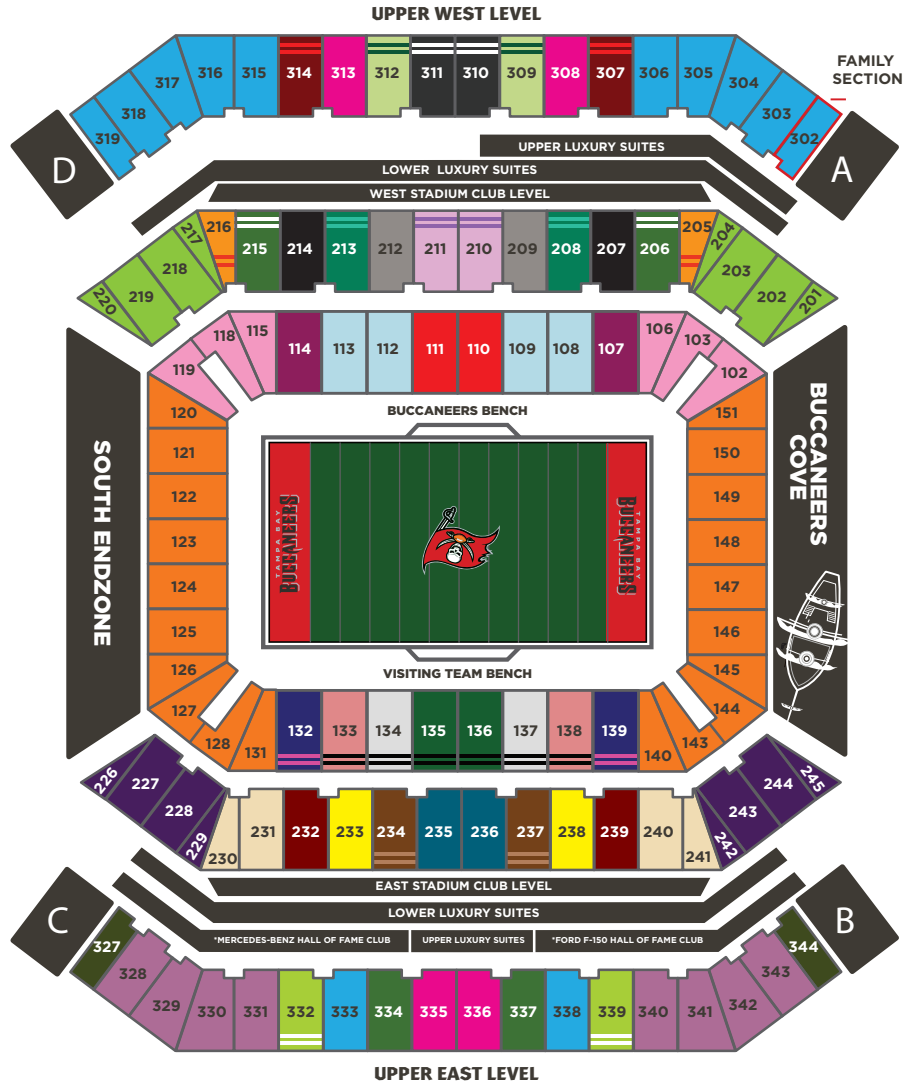 UPPER WEST LEVEL
FAMILY
SECTION
319 318 317 316 315 314 313 312 311 310 309 308 307 306 305 304 303 302
D
A
UPPER LUXURY SUITES
LOWER LUXURY SUITES
WEST STADIUM CLUB LEVEL
220 219 218 217 216 215 214 213 212 211 210 209 208 207 206 205 204 203 202 201
119 118 115 114 113 112 111 110 109 108 107 106 103 102
BUCCANEERS BENCH
120 151
121 150
122 149
123 148
124 147
125 146
126 145
127 144
SOUTH ENDZONE
TAMPA BAY
BUCCANEERS
TAMPA BAY
BUCCANEERS
BUCCANEERS
COVE
VISITING TEAM BENCH
128 131 132 133 134 135 136 137 138 139 140 143
226 227 228 229 230 231 232 233 234 235 236 237 238 239 240 241 242 243 244 245
EAST STADIUM CLUB LEVEL
LOWER LUXURY SUITES
*MERCEDES-BENZ HALL OF FAME CLUB
UPPER LUXURY SUITES
*FORD F-150 HALL OF FAME CLUB
C
B
327 328 329 330 331 332 333 334 335 336 337 338 339 340 341 342 343 344
UPPER EAST LEVEL